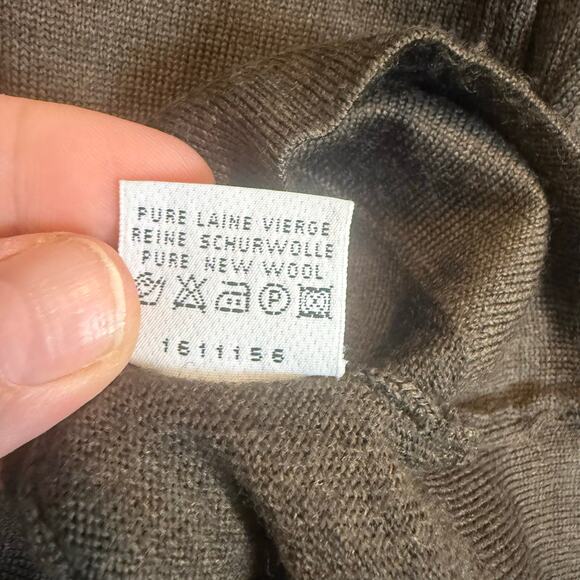 PURE LAINE VIERGE
REINE SCHURWOLLE
PURE NEW WOOL
P
1611156